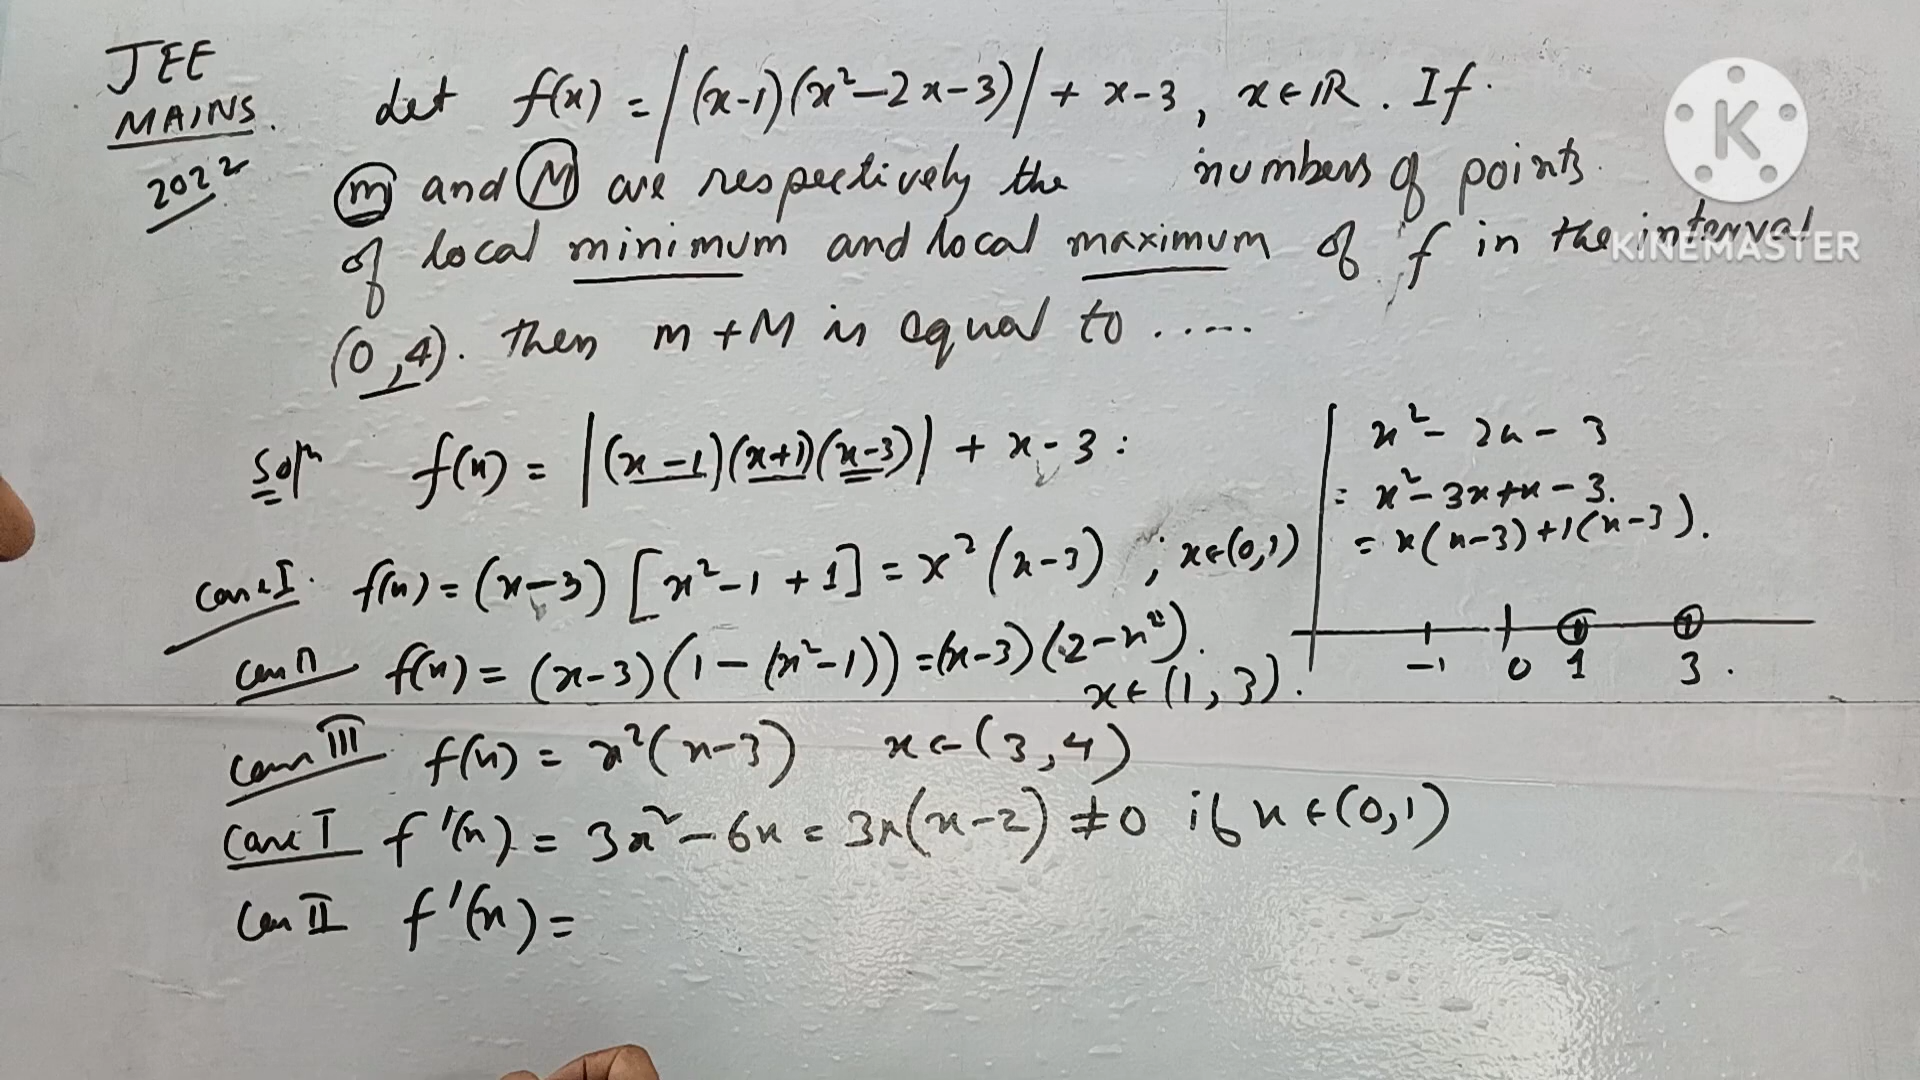 JEE
MAINS.
2022
Let f(x) = |(x-1)(x²-2x-3)| + x-3, x∈R. If
m and M are respectively the numbers of points
of local minimum and local maximum of f in the interval
(0,4). then m+M is equal to .....
K
KINEMASTER
Solⁿ f(x) = |(x-1)(x+1)(x-3)| + x-3 :
x²-2x-3
= x²-3x+x-3.
= x(x-3)+1(x-3).
Case I. f(x) = (x-3) [x²-1+1] = x²(x-3) ; x∈(0,1)
Case II f(x) = (x-3)(1-(x²-1)) = (x-3)(2-x²).
x∈(1,3).
-1 0 1 3.
Case III f(x) = x²(x-3) x∈(3,4)
Case I f'(x) = 3x²-6x = 3x(x-2) ≠0 if x∈(0,1)
Case II f'(x) =